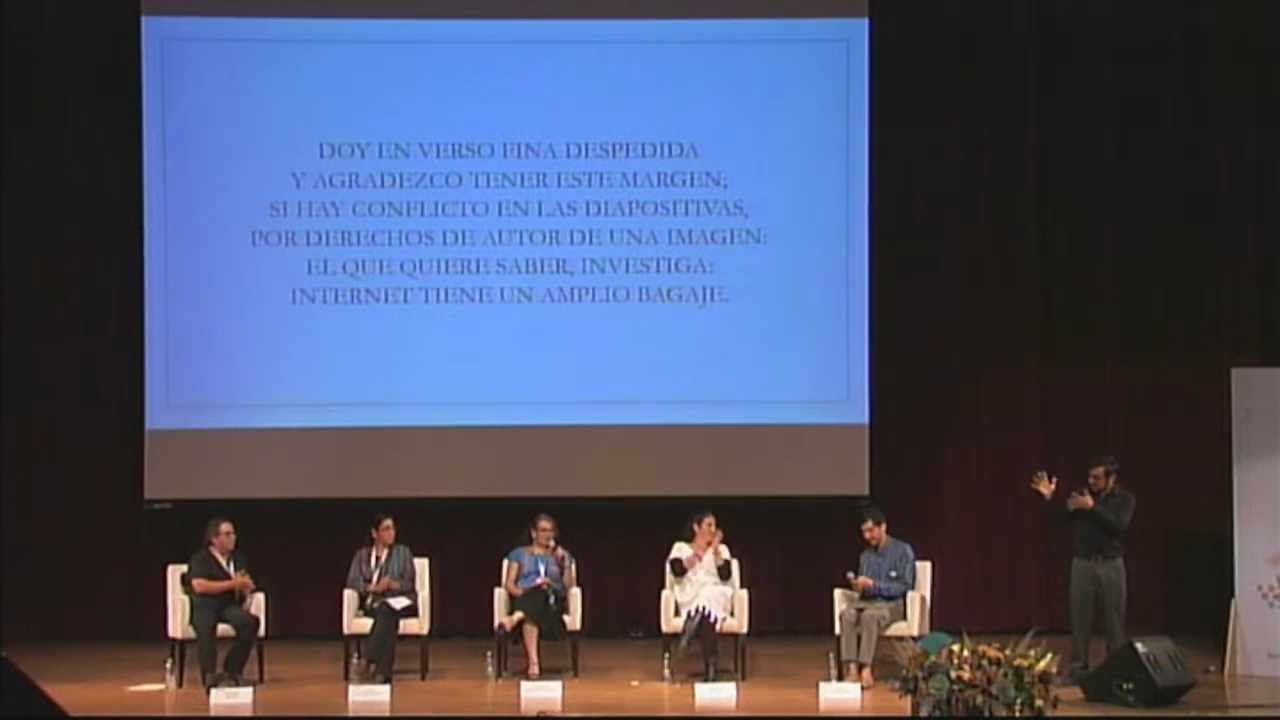 DOY EN VERSO FINA DESPEDIDA
Y AGRADEZCO TENER ESTE MARGEN;
SI HAY CONFLICTO EN LAS DIAPOSITIVAS,
POR DERECHOS DE AUTOR DE UNA IMAGEN:
EL QUE QUIERE SABER, INVESTIGA:
INTERNET TIENE UN AMPLIO BAGAJE.